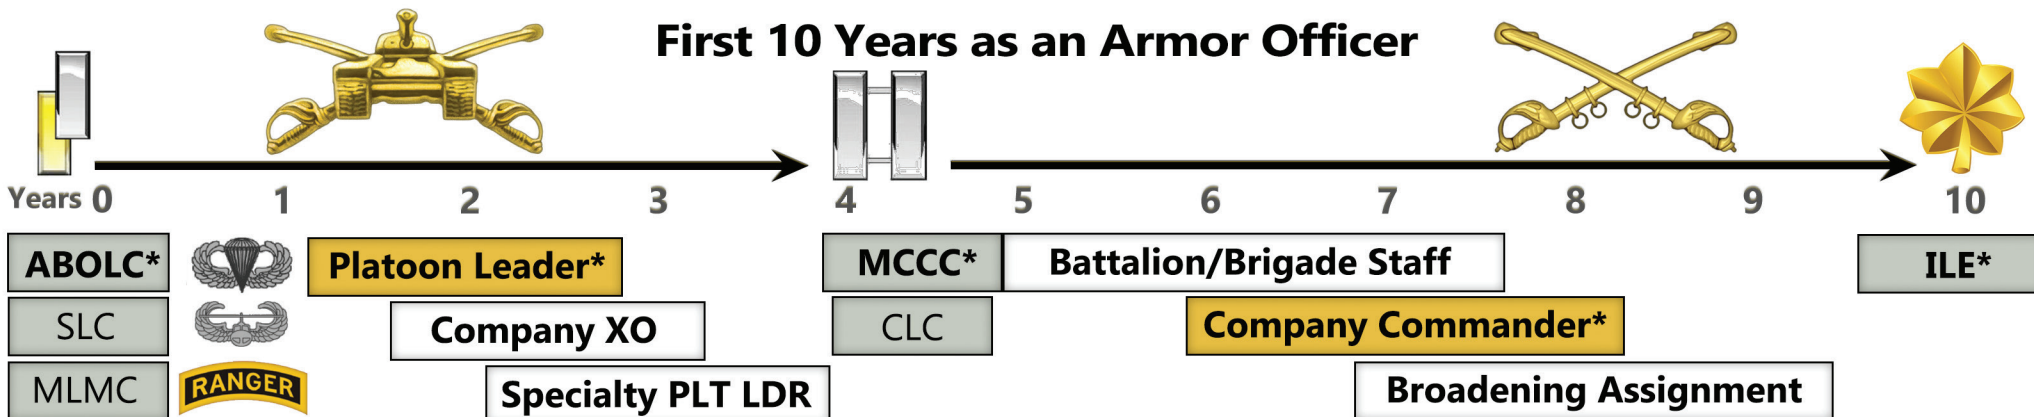 First 10 Years as an Armor Officer
Years 0 1 2 3 4 5 6 7 8 9 10
ABOLC* Platoon Leader* MCCC* Battalion/Brigade Staff ILE*
SLC Company XO CLC Company Commander*
MLMC RANGER Specialty PLT LDR Broadening Assignment